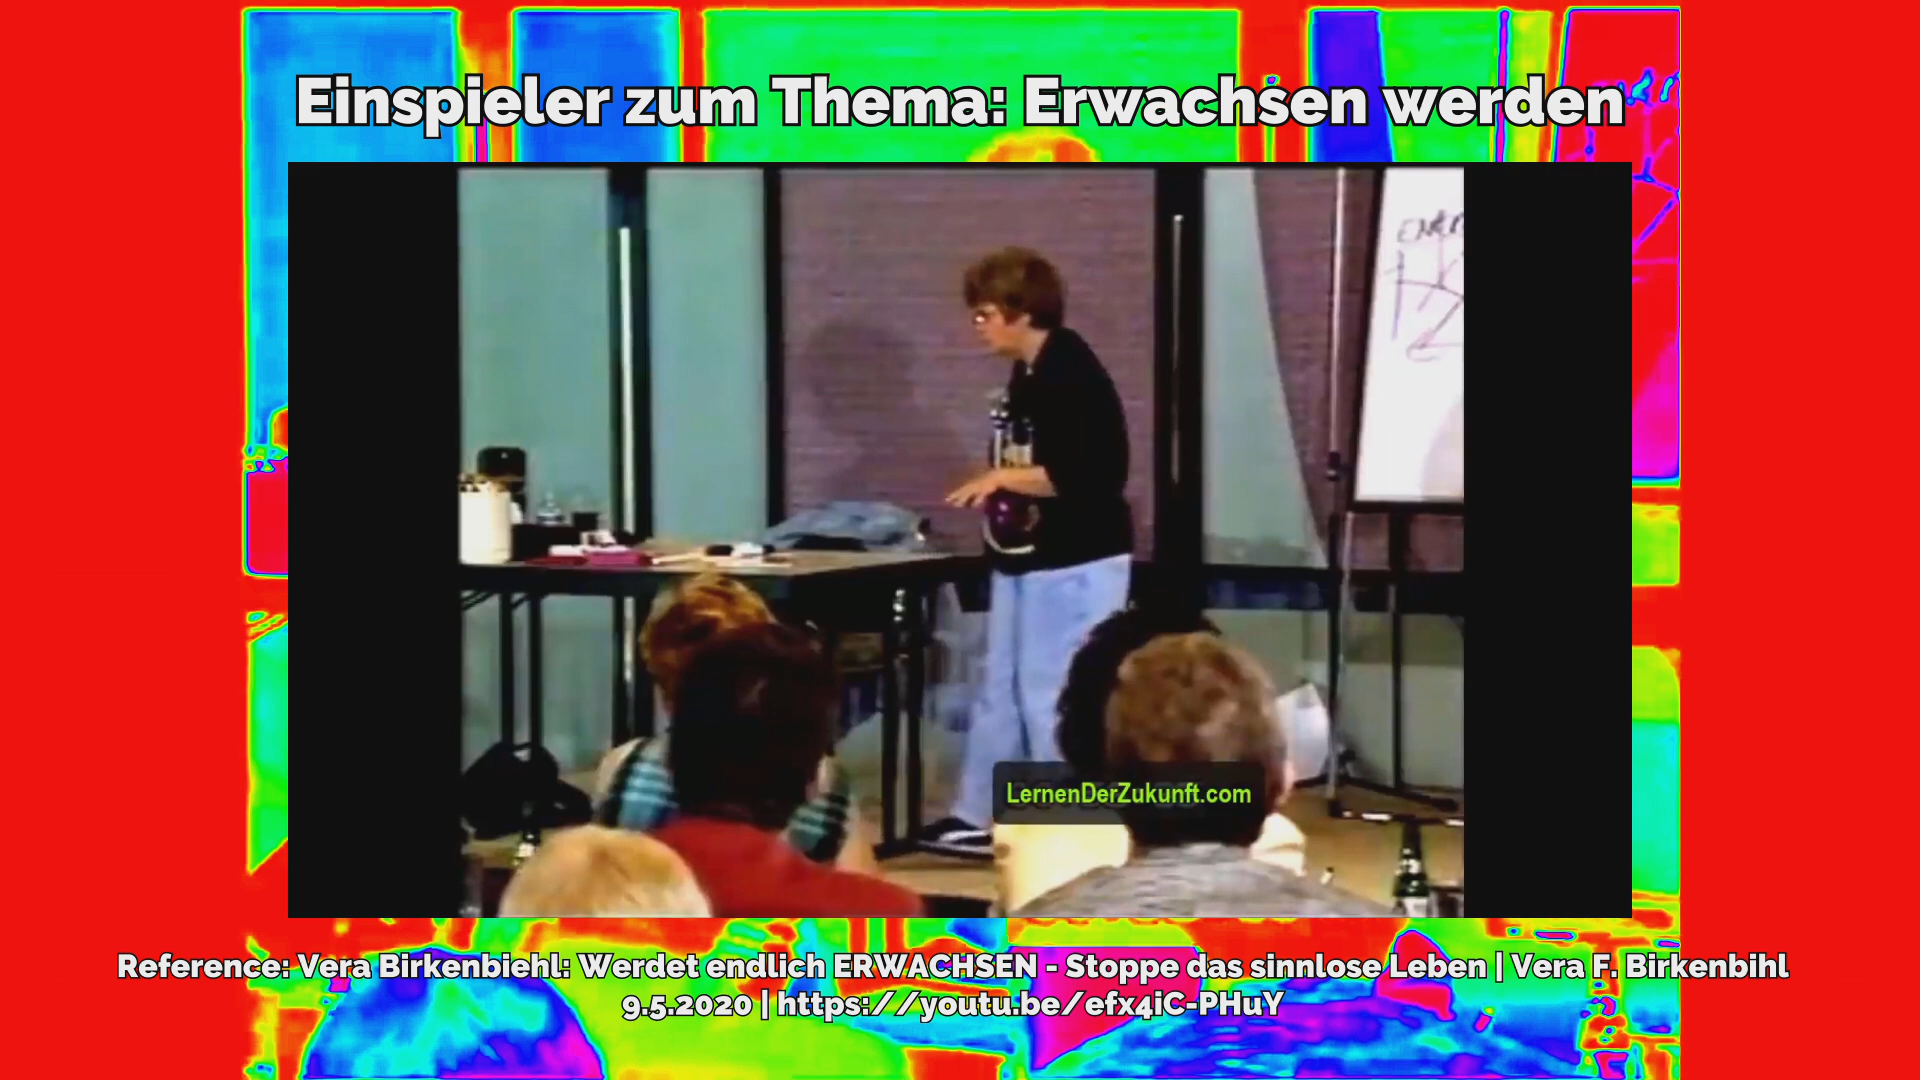 Einspieler zum Thema: Erwachsen werden
LernenDerZukunft.com
Reference: Vera Birkenbiehl: Werdet endlich ERWACHSEN - Stoppe das sinnlose Leben | Vera F. Birkenbihl
9.5.2020 | https://youtu.be/efx4iC-PHuY